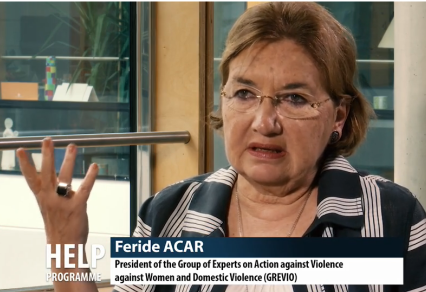 HELP
PROGRAMME
Feride ACAR
President of the Group of Experts on Action against Violence
against Women and Domestic Violence (GREVIO)